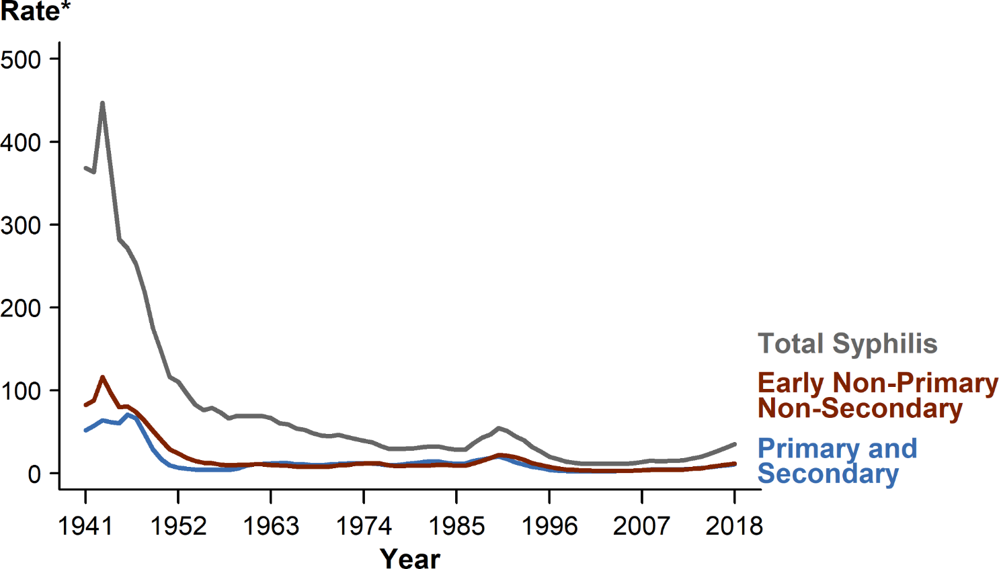 Rate*
500
400
300
200
100
0
Total Syphilis
Early Non-Primary
Non-Secondary
Primary and
Secondary
1941 1952 1963 1974 1985 1996 2007 2018
Year